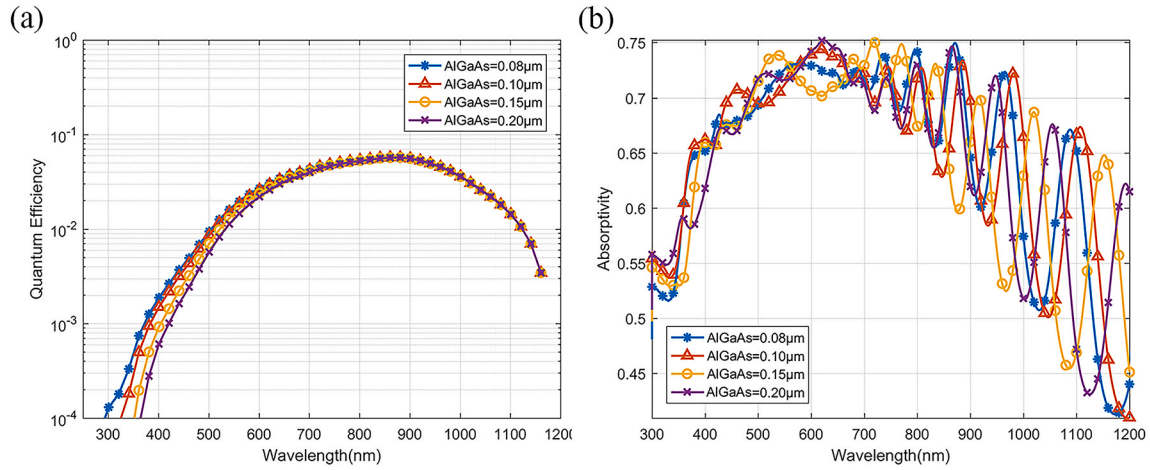 (a)
10^0
10^-1
10^-2
10^-3
10^-4
Quantum Efficiency
AlGaAs=0.08μm
AlGaAs=0.10μm
AlGaAs=0.15μm
AlGaAs=0.20μm
300 400 500 600 700 800 900 1000 1100 120
Wavelength(nm)
(b)
0.75
0.7
0.65
0.6
0.55
0.5
0.45
Absorptivity
AlGaAs=0.08μm
AlGaAs=0.10μm
AlGaAs=0.15μm
AlGaAs=0.20μm
300 400 500 600 700 800 900 1000 1100 1200
Wavelength(nm)